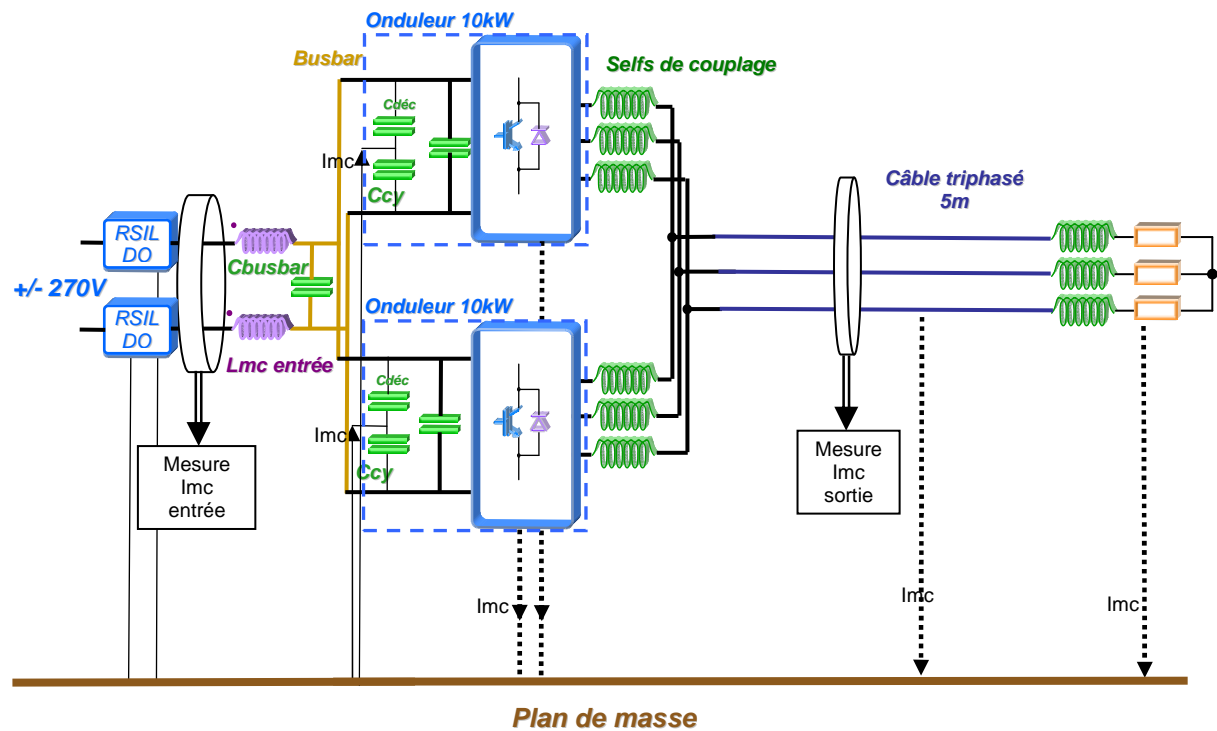 Onduleur 10kW
Busbar
Selfs de couplage
Cdéc
Imc
Ccy
Câble triphasé
5m
RSIL
DO
Cbusbar
+/- 270V
RSIL
DO
Onduleur 10kW
Lmc entrée
Cdéc
Imc
Ccy
Mesure
Imc
entrée
Mesure
Imc
sortie
Imc
Imc
Imc
Plan de masse